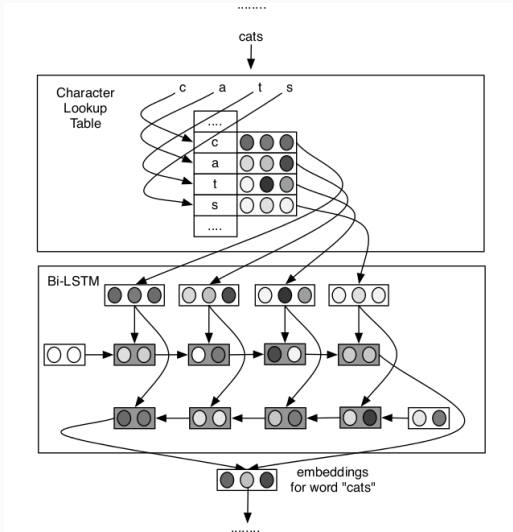 ........
cats
Character
Lookup
Table
c a t s
....
c
a
t
s
....
Bi-LSTM
embeddings
for word "cats"
........